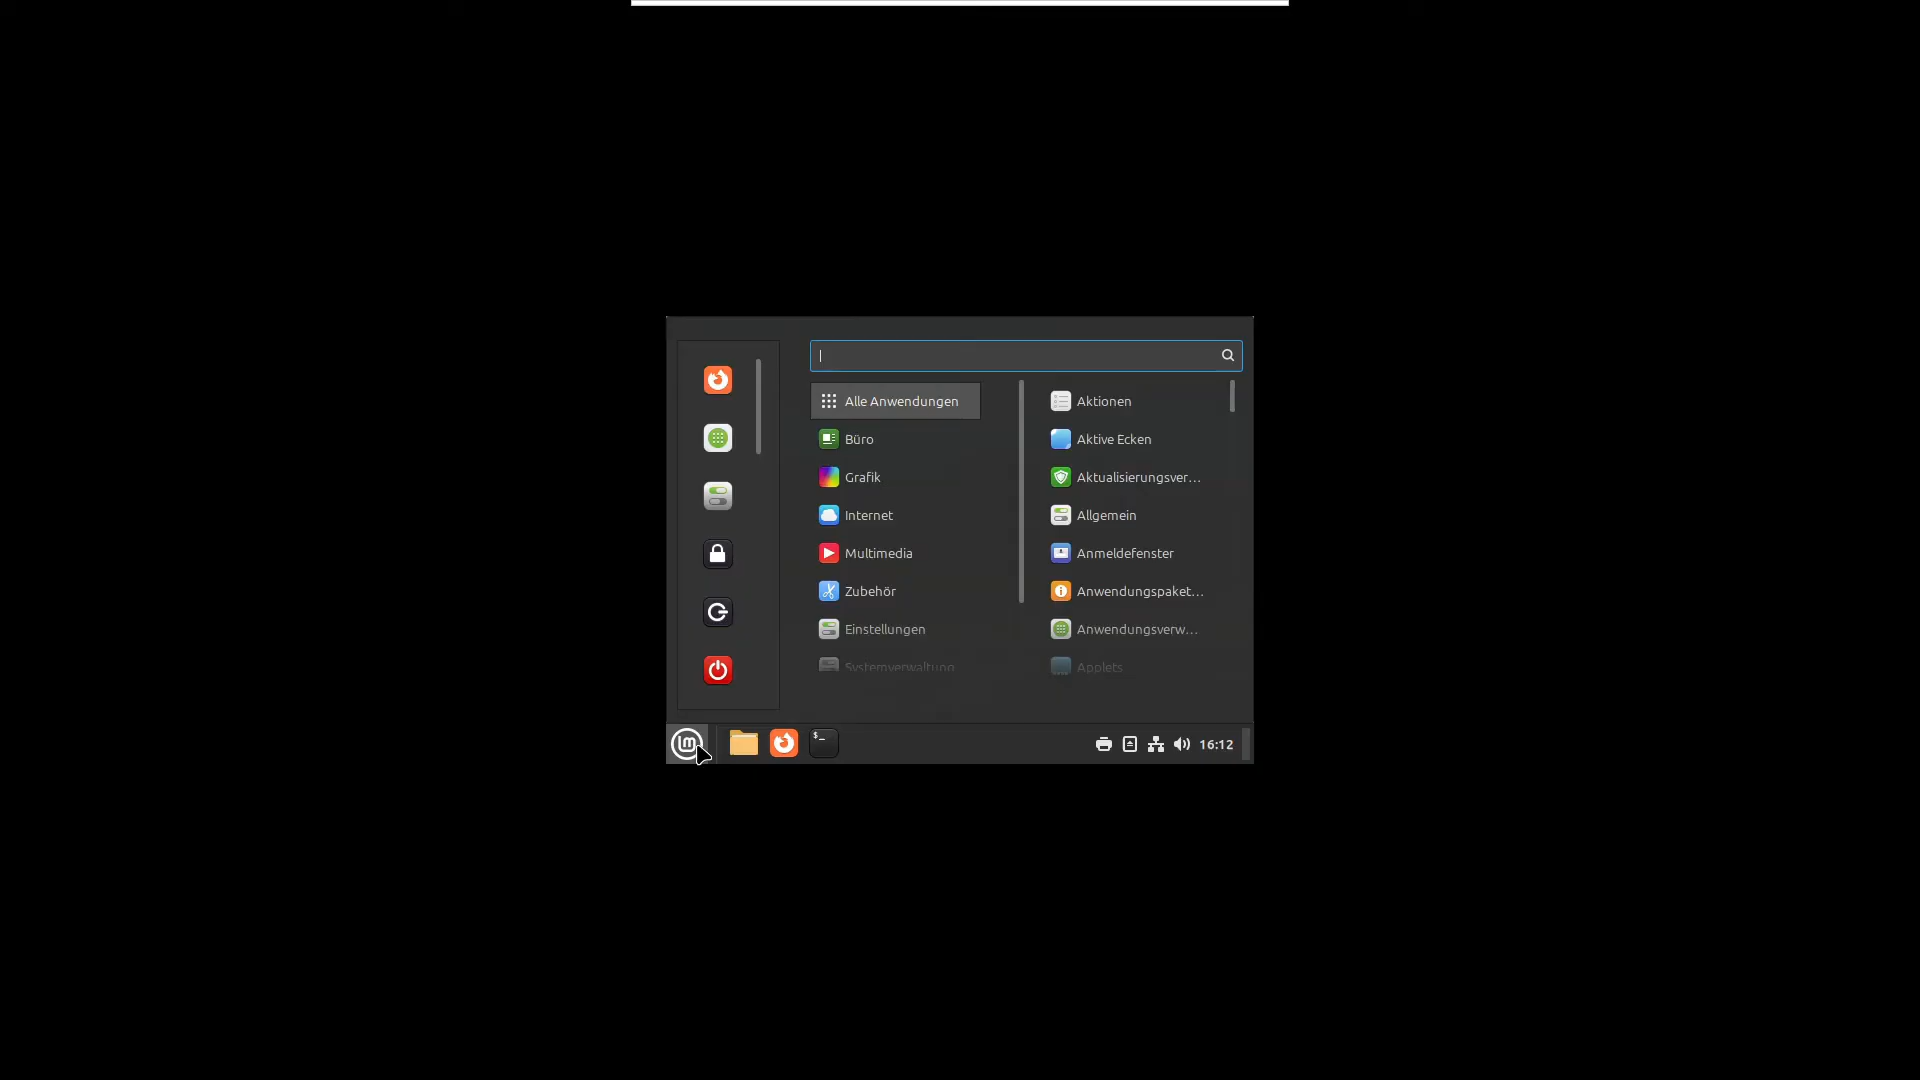 Alle Anwendungen
Büro
Grafik
Internet
Multimedia
Zubehör
Einstellungen
Systemverwaltung
Aktionen
Aktive Ecken
Aktualisierungsver...
Allgemein
Anmeldefenster
Anwendungspaket...
Anwendungsverw...
Applets
lm
$_
16:12